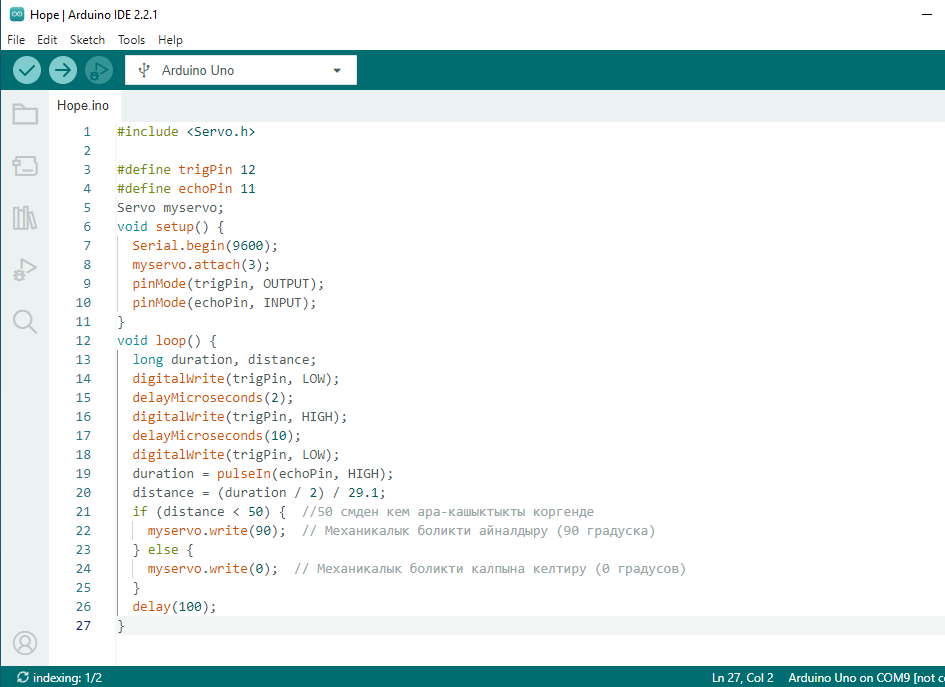 Hope | Arduino IDE 2.2.1
File Edit Sketch Tools Help
Arduino Uno
Hope.ino
1 #include <Servo.h>
2
3 #define trigPin 12
4 #define echoPin 11
5 Servo myservo;
6 void setup() {
7 Serial.begin(9600);
8 myservo.attach(3);
9 pinMode(trigPin, OUTPUT);
10 pinMode(echoPin, INPUT);
11 }
12 void loop() {
13 long duration, distance;
14 digitalWrite(trigPin, LOW);
15 delayMicroseconds(2);
16 digitalWrite(trigPin, HIGH);
17 delayMicroseconds(10);
18 digitalWrite(trigPin, LOW);
19 duration = pulseIn(echoPin, HIGH);
20 distance = (duration / 2) / 29.1;
21 if (distance < 50) { //50 смден кем ара-кашыктыкты коргенде
22 myservo.write(90); // Механикалык боликти айналдыру (90 градуска)
23 } else {
24 myservo.write(0); // Механикалык боликти калпына келтиру (0 градусов)
25 }
26 delay(100);
27 }
indexing: 1/2 Ln 27, Col 2 Arduino Uno on COM9 [not c